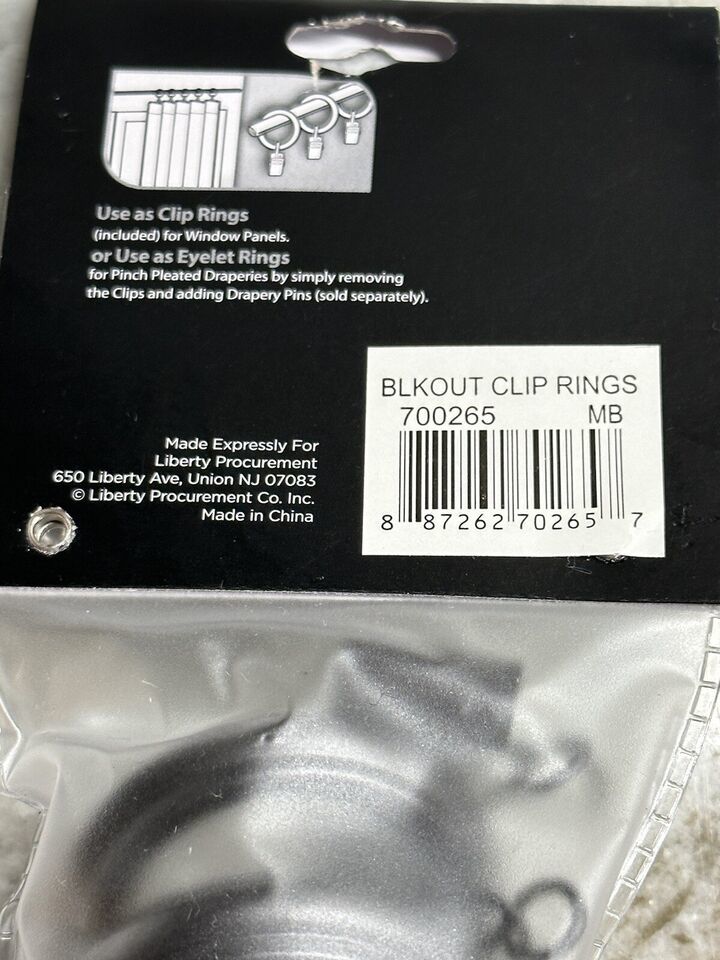 Use as Clip Rings
(included) for Window Panels.
or Use as Eyelet Rings
for Pinch Pleated Draperies by simply removing
the Clips and adding Drapery Pins (sold separately).
BLKOUT CLIP RINGS
700265 MB
8 87262 70265 7
Made Expressly For
Liberty Procurement
650 Liberty Ave, Union NJ 07083
© Liberty Procurement Co. Inc.
Made in China